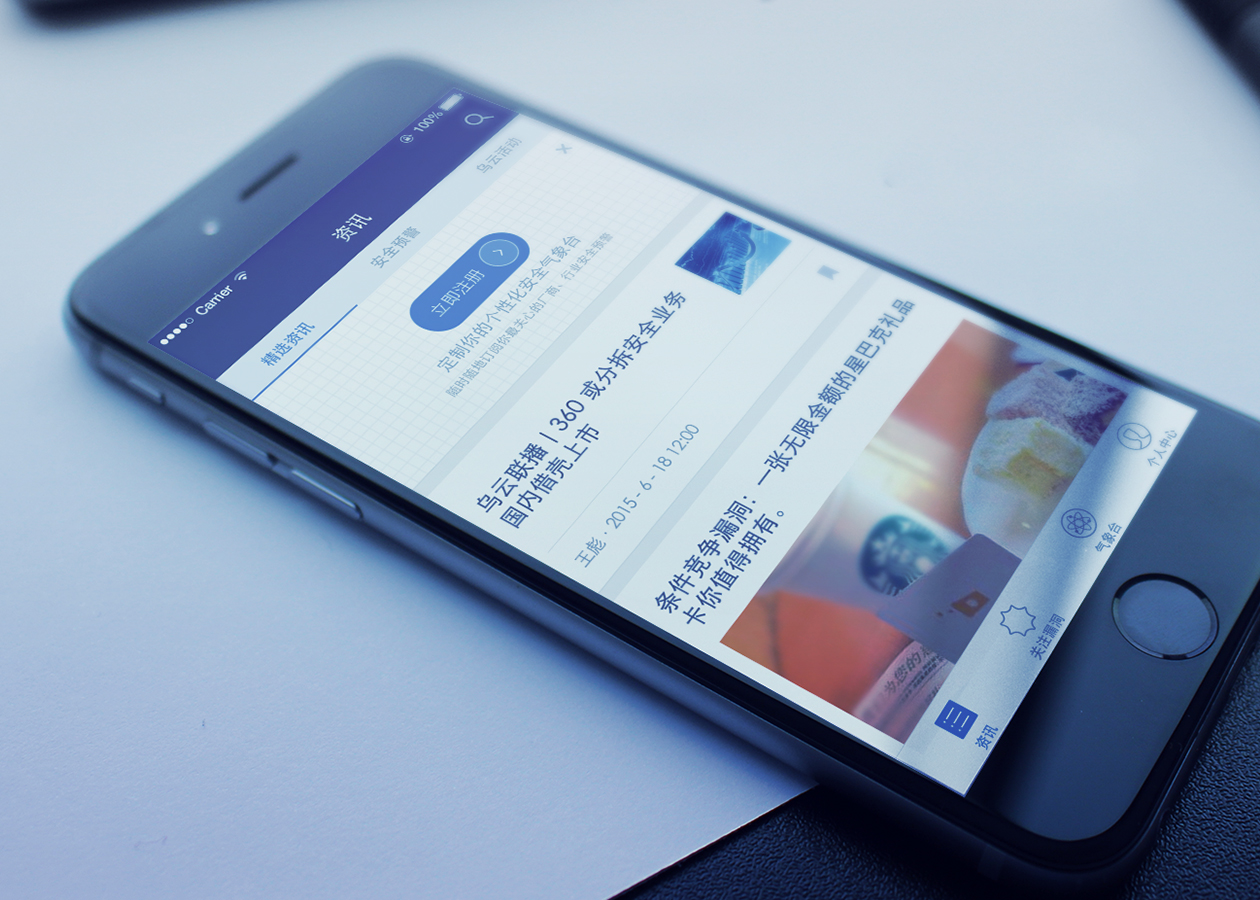 Carrier
100%
资讯
精选资讯
安全预警
乌云活动
立即注册
定制你的个性化安全气象台
随时随地订阅你最关心的厂商、行业安全预警
乌云联播丨360 或分拆安全业务
国内借壳上市
王彪 · 2015 - 6 - 18 12:00
条件竞争漏洞：一张无限金额的星巴克礼品
卡你值得拥有。
为您的
资讯
关注漏洞
气象台
个人中心